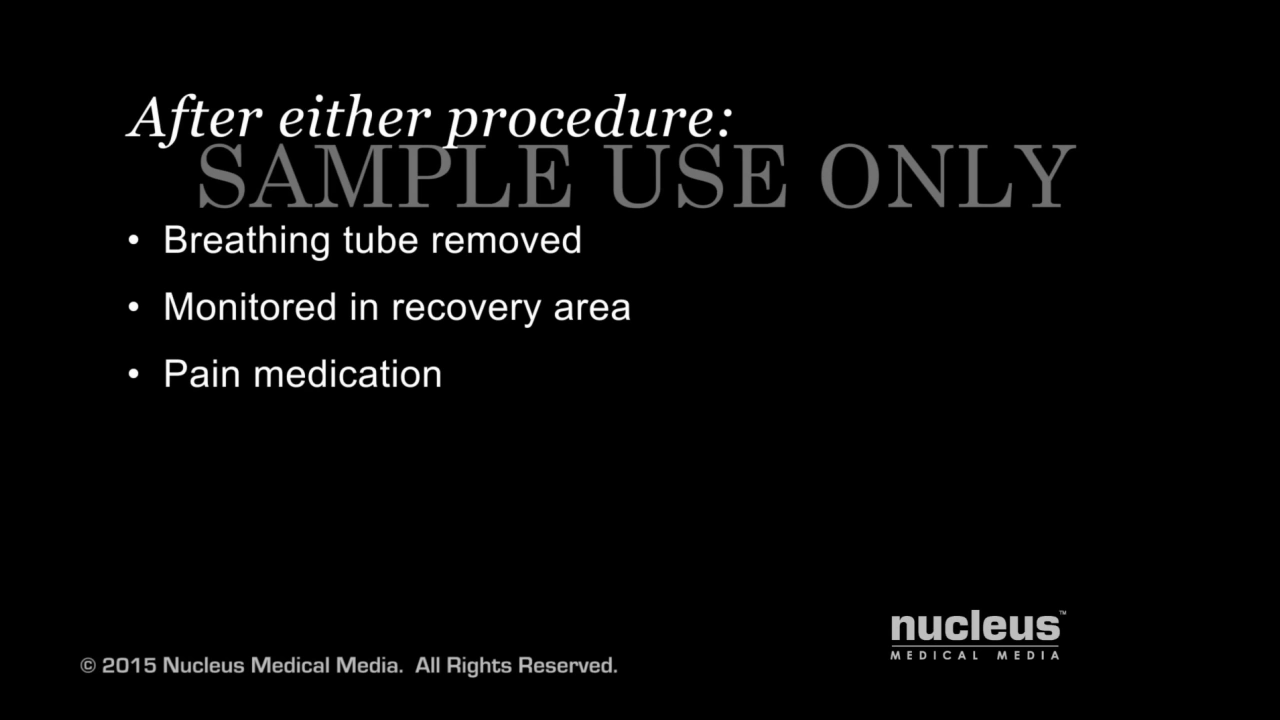 After either procedure:
SAMPLE USE ONLY
• Breathing tube removed
• Monitored in recovery area
• Pain medication
nucleus™
MEDICAL MEDIA
© 2015 Nucleus Medical Media. All Rights Reserved.